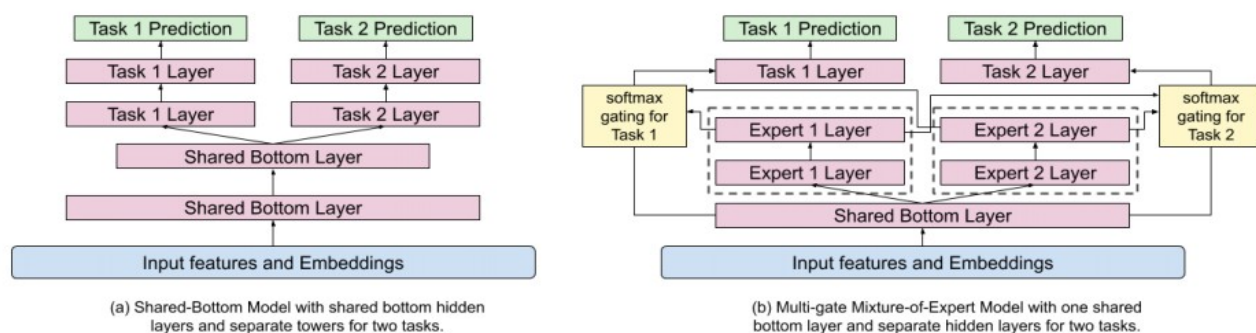 Task 1 Prediction
Task 2 Prediction
Task 1 Layer
Task 2 Layer
Task 1 Layer
Task 2 Layer
Shared Bottom Layer
Shared Bottom Layer
Input features and Embeddings
(a) Shared-Bottom Model with shared bottom hidden
layers and separate towers for two tasks.
Task 1 Prediction
Task 2 Prediction
Task 1 Layer
Task 2 Layer
softmax
gating for
Task 1
softmax
gating for
Task 2
Expert 1 Layer
Expert 2 Layer
Expert 1 Layer
Expert 2 Layer
Shared Bottom Layer
Input features and Embeddings
(b) Multi-gate Mixture-of-Expert Model with one shared
bottom layer and separate hidden layers for two tasks.